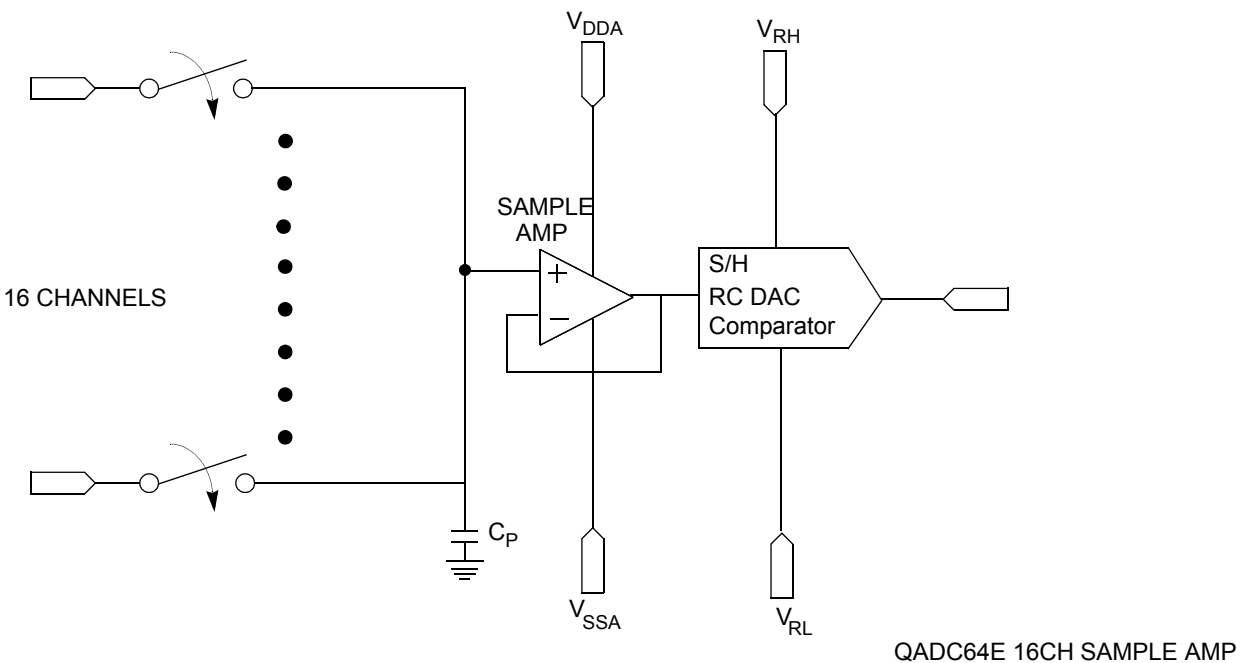 VDDA
VRH
SAMPLE
AMP
+
−
S/H
RC DAC
Comparator
16 CHANNELS
CP
VSSA
VRL
QADC64E 16CH SAMPLE AMP